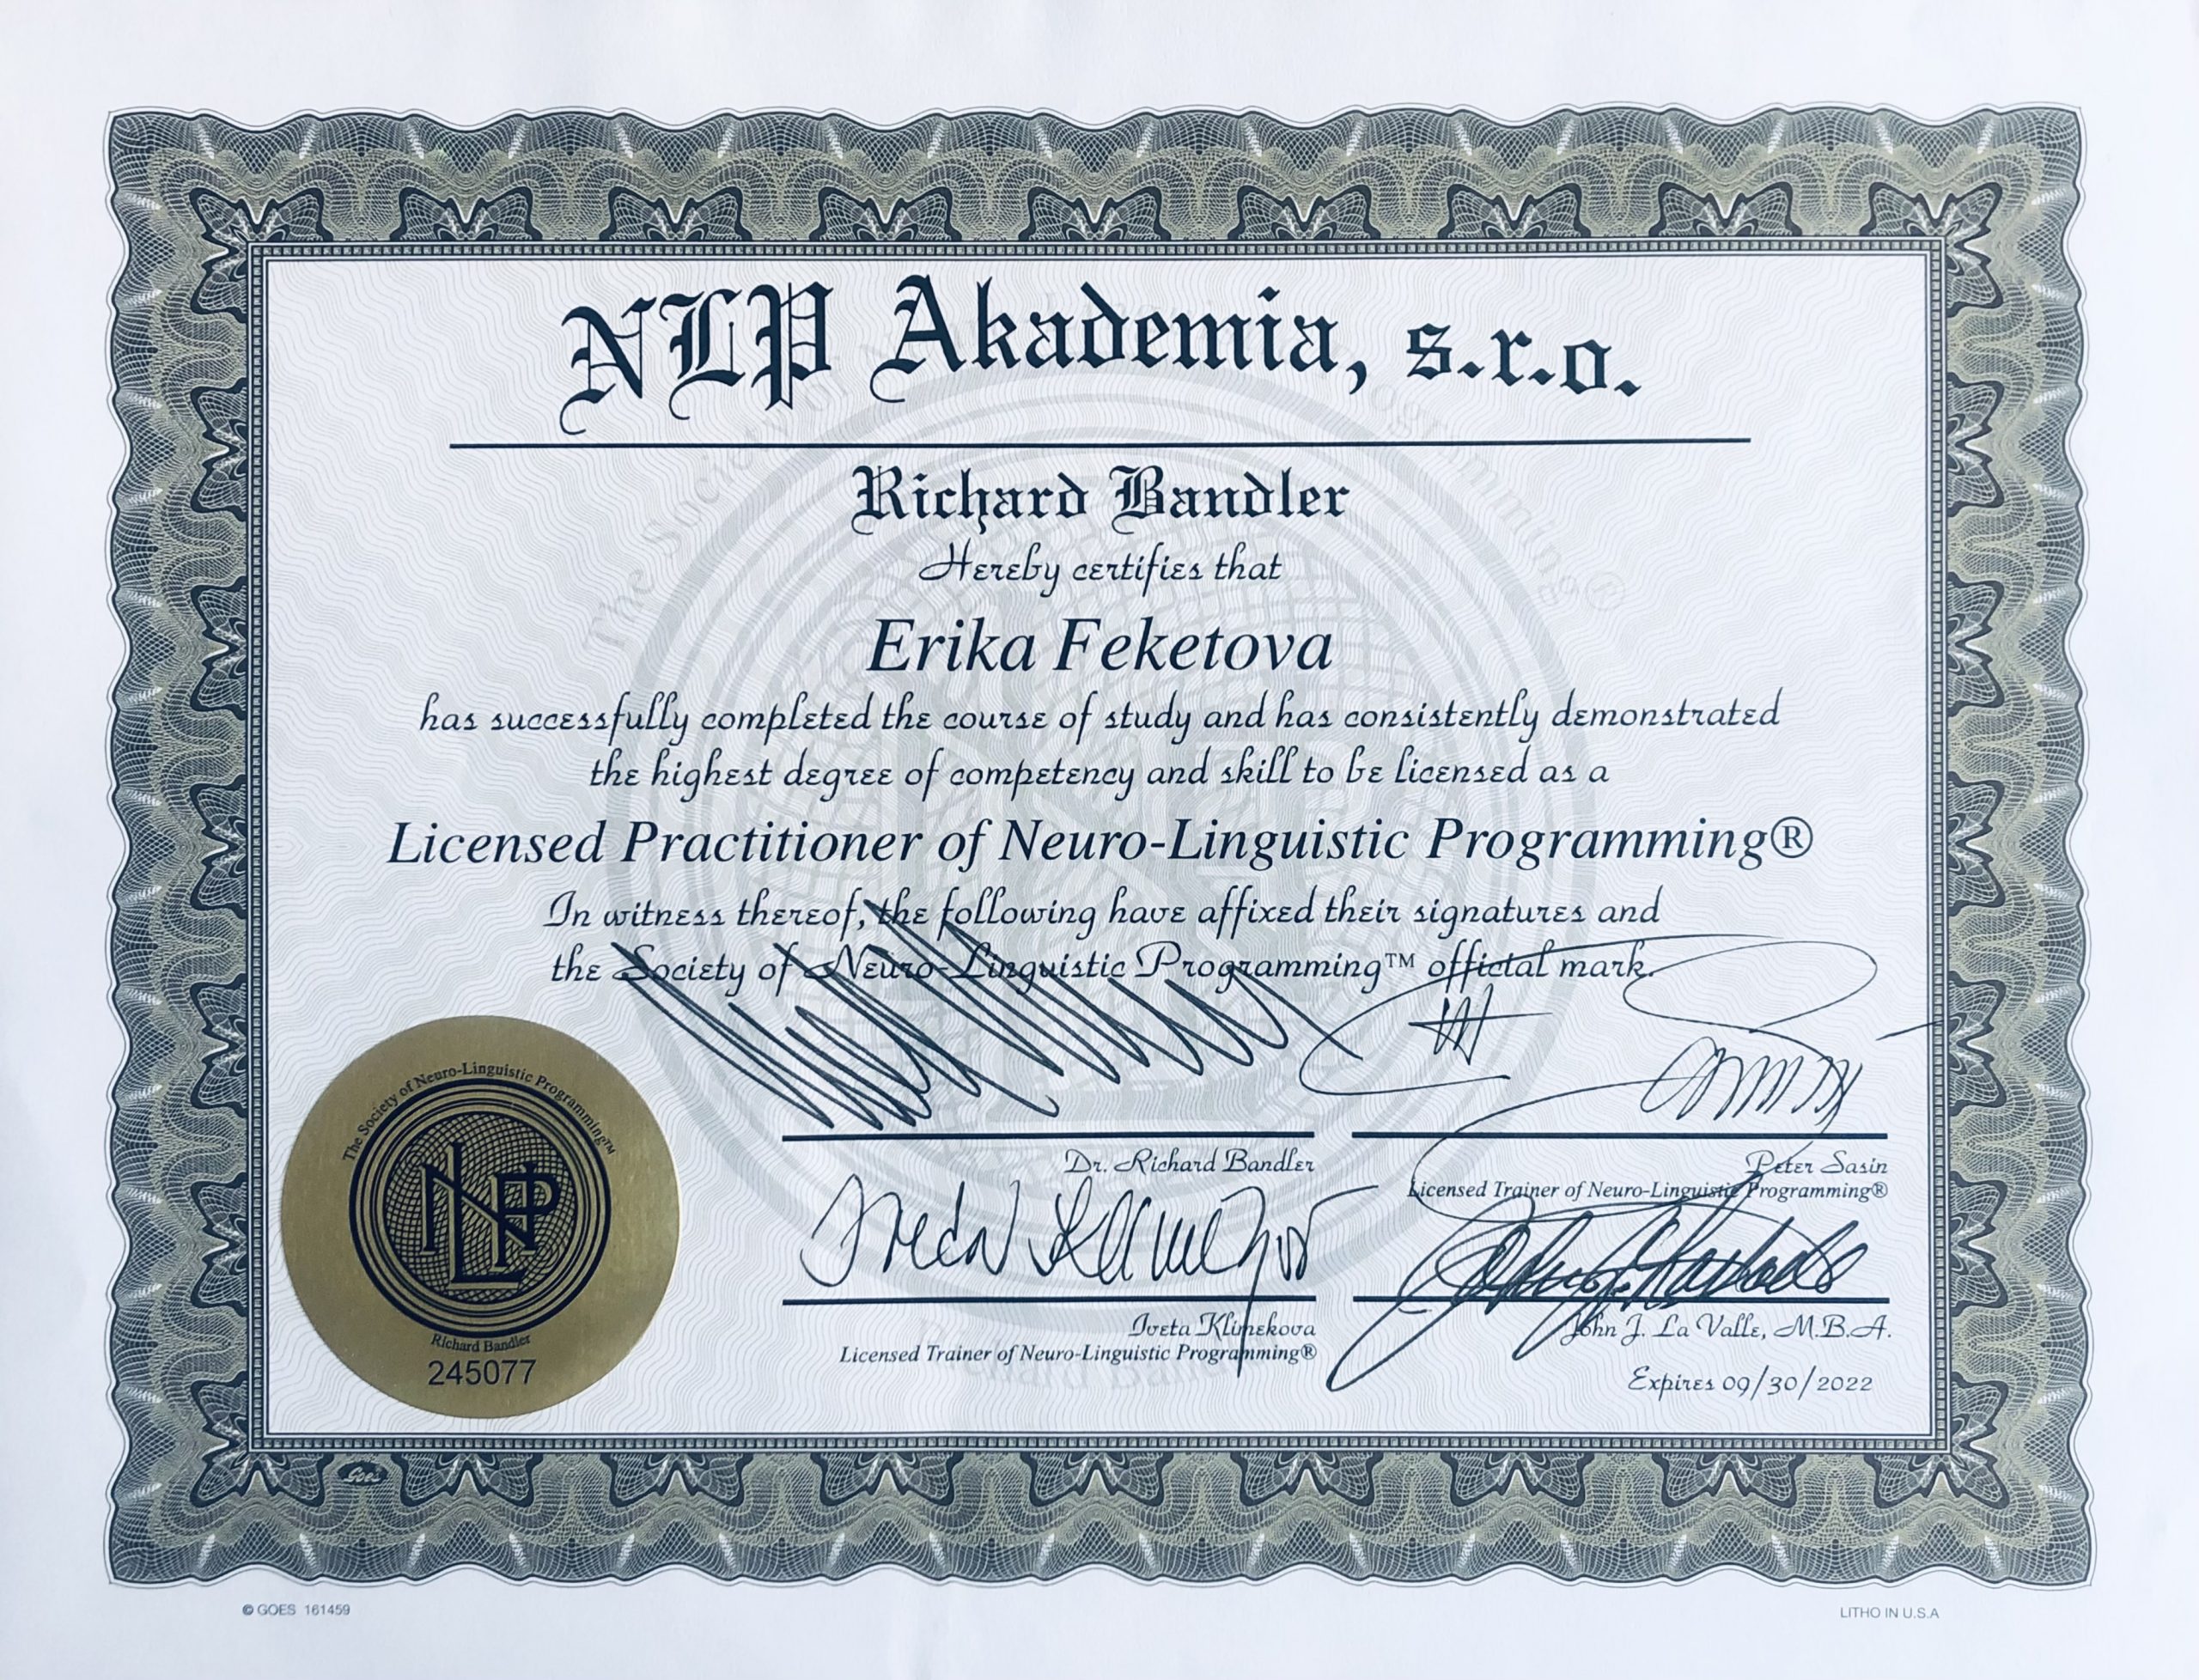 NLP Akademia, s.r.o.
Richard Bandler
Hereby certifies that
Erika Feketova
has successfully completed the course of study and has consistently demonstrated
the highest degree of competency and skill to be licensed as a
Licensed Practitioner of Neuro-Linguistic Programming®
In witness thereof, the following have affixed their signatures and
the Society of Neuro-Linguistic Programming™ official mark.
Dr. Richard Bandler
Peter Sasin
Licensed Trainer of Neuro-Linguistic Programming®
Iveta Klimekova
Licensed Trainer of Neuro-Linguistic Programming®
John J. La Valle, M.B.A.
Expires 09/30/2022
The Society of Neuro-Linguistic Programming™
NLP
Richard Bandler
245077
Goes
© GOES 161459
LITHO IN U.S.A